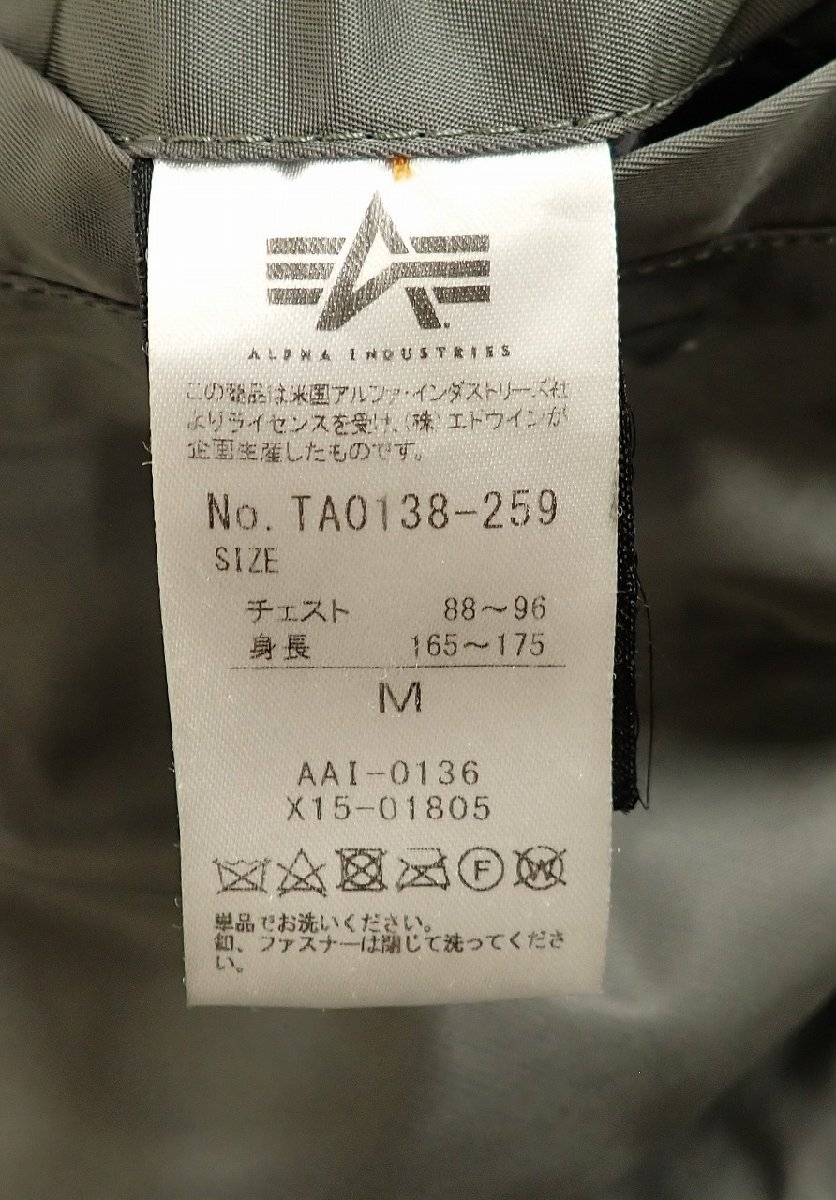 ALPHA INDUSTRIES
この商品は米国アルファ・インダストリーズ社
よりライセンスを受け、(株)エドウインが
企画生産したものです。
No. TA0138-259
SIZE
チェスト 88～96
身長 165～175
M
AAI-0136
X15-01805
F W
単品でお洗いください。
釦、ファスナーは閉じて洗ってくださ
い。